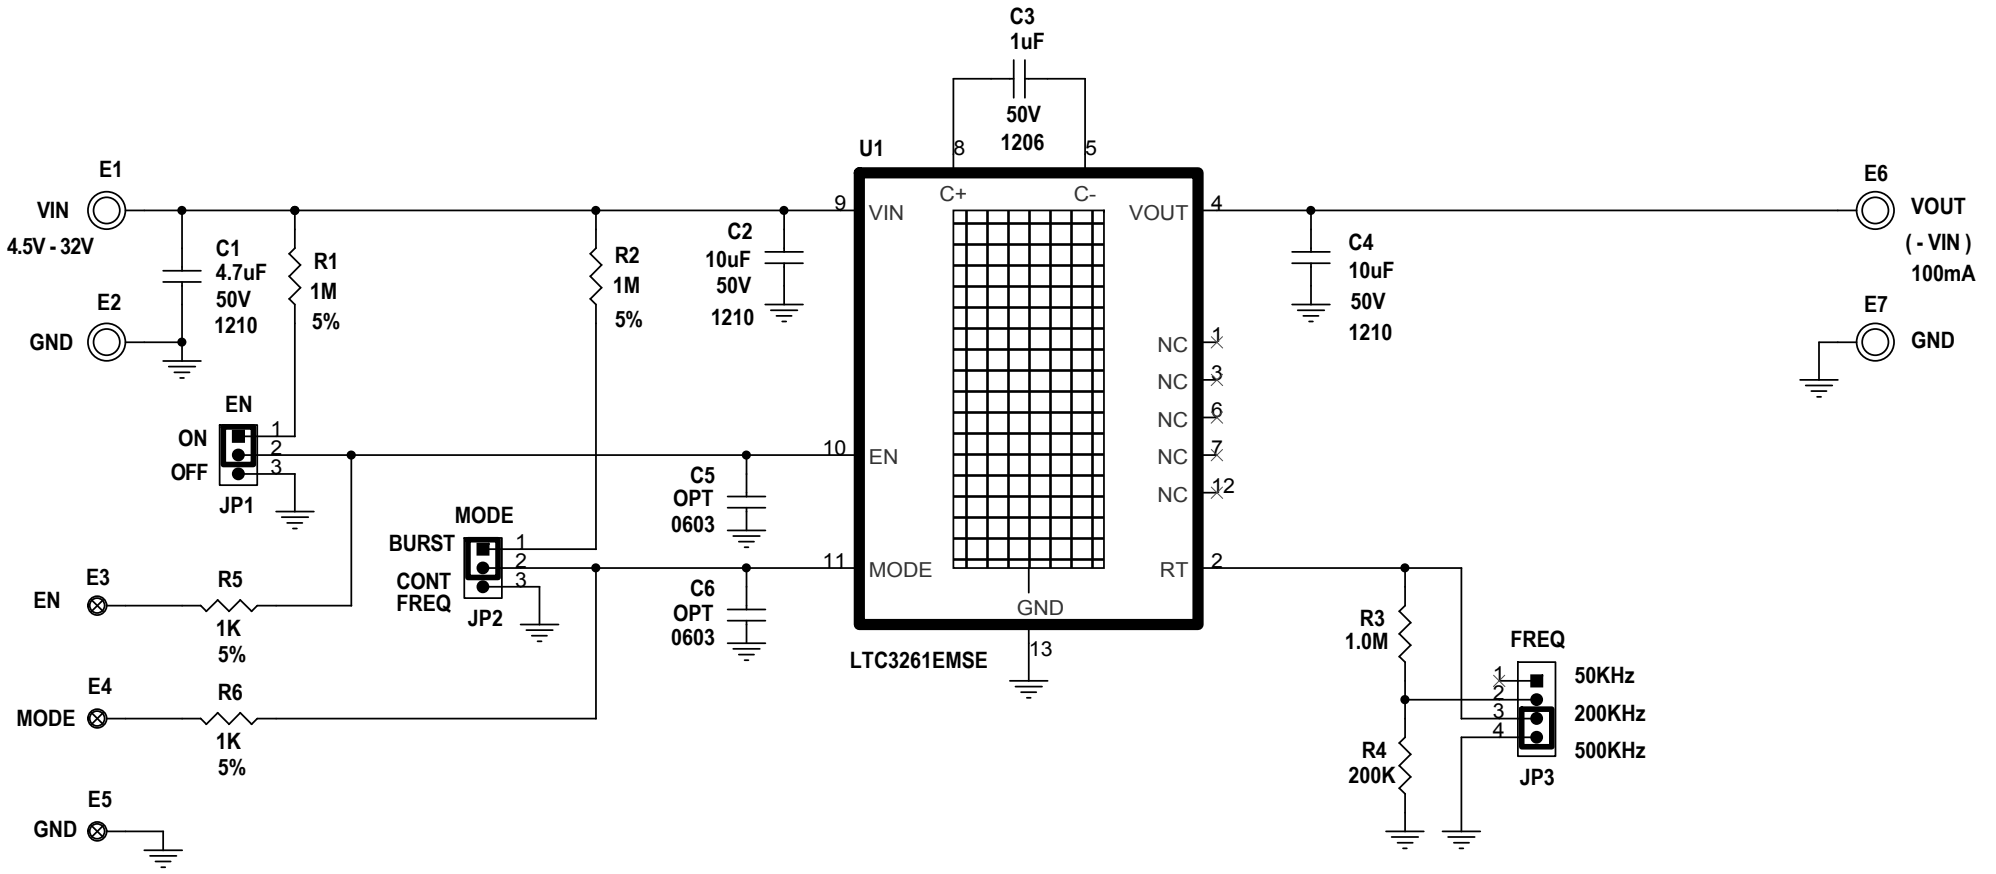 C3
1uF
50V
1206
U1
8
5
C+
C-
E1
VIN
4.5V - 32V
C1
4.7uF
50V
1210
E2
GND
R1
1M
5%
R2
1M
5%
C2
10uF
50V
1210
9
VIN
VOUT
4
C4
10uF
50V
1210
E6
VOUT
( - VIN )
100mA
E7
GND
NC
1
NC
3
NC
6
NC
7
NC
12
EN
ON
OFF
1
2
3
JP1
10
EN
C5
OPT
0603
MODE
BURST
CONT
FREQ
1
2
3
JP2
11
MODE
C6
OPT
0603
RT
2
GND
13
LTC3261EMSE
E3
EN
R5
1K
5%
E4
MODE
R6
1K
5%
E5
GND
R3
1.0M
R4
200K
FREQ
1
2
3
4
50KHz
200KHz
500KHz
JP3